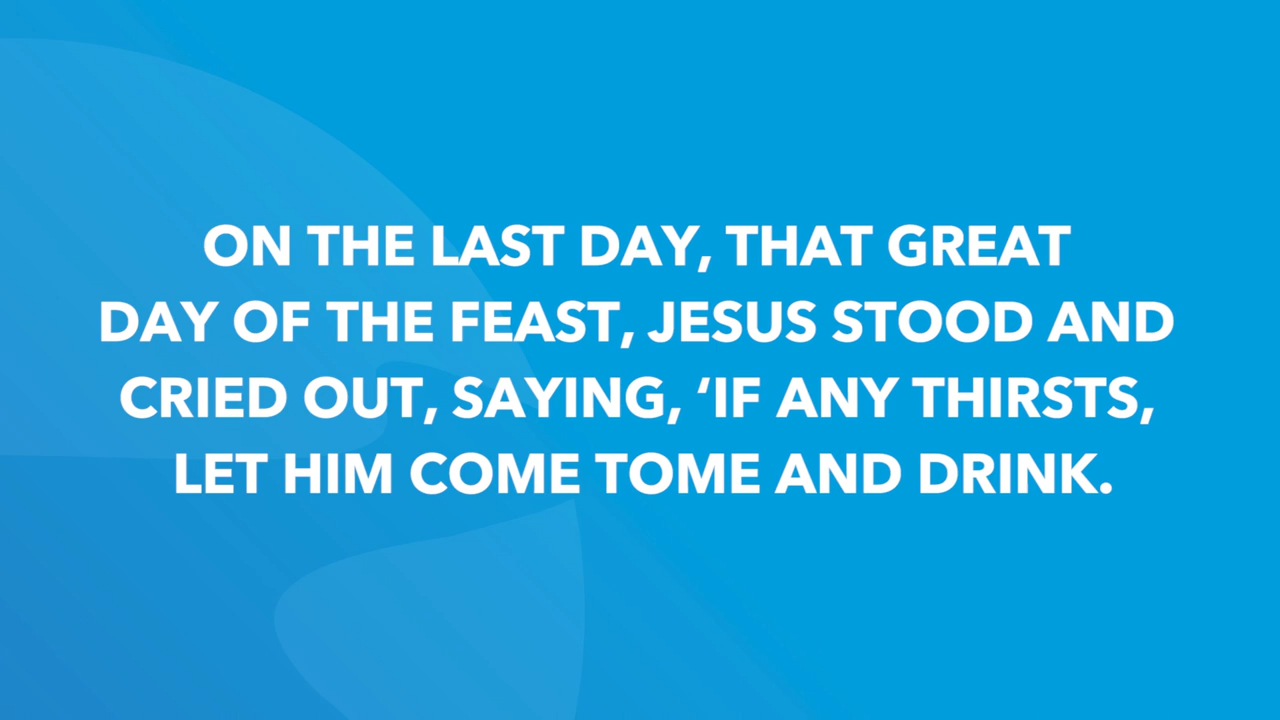 ON THE LAST DAY, THAT GREAT
DAY OF THE FEAST, JESUS STOOD AND
CRIED OUT, SAYING, ‘IF ANY THIRSTS,
LET HIM COME TOME AND DRINK.